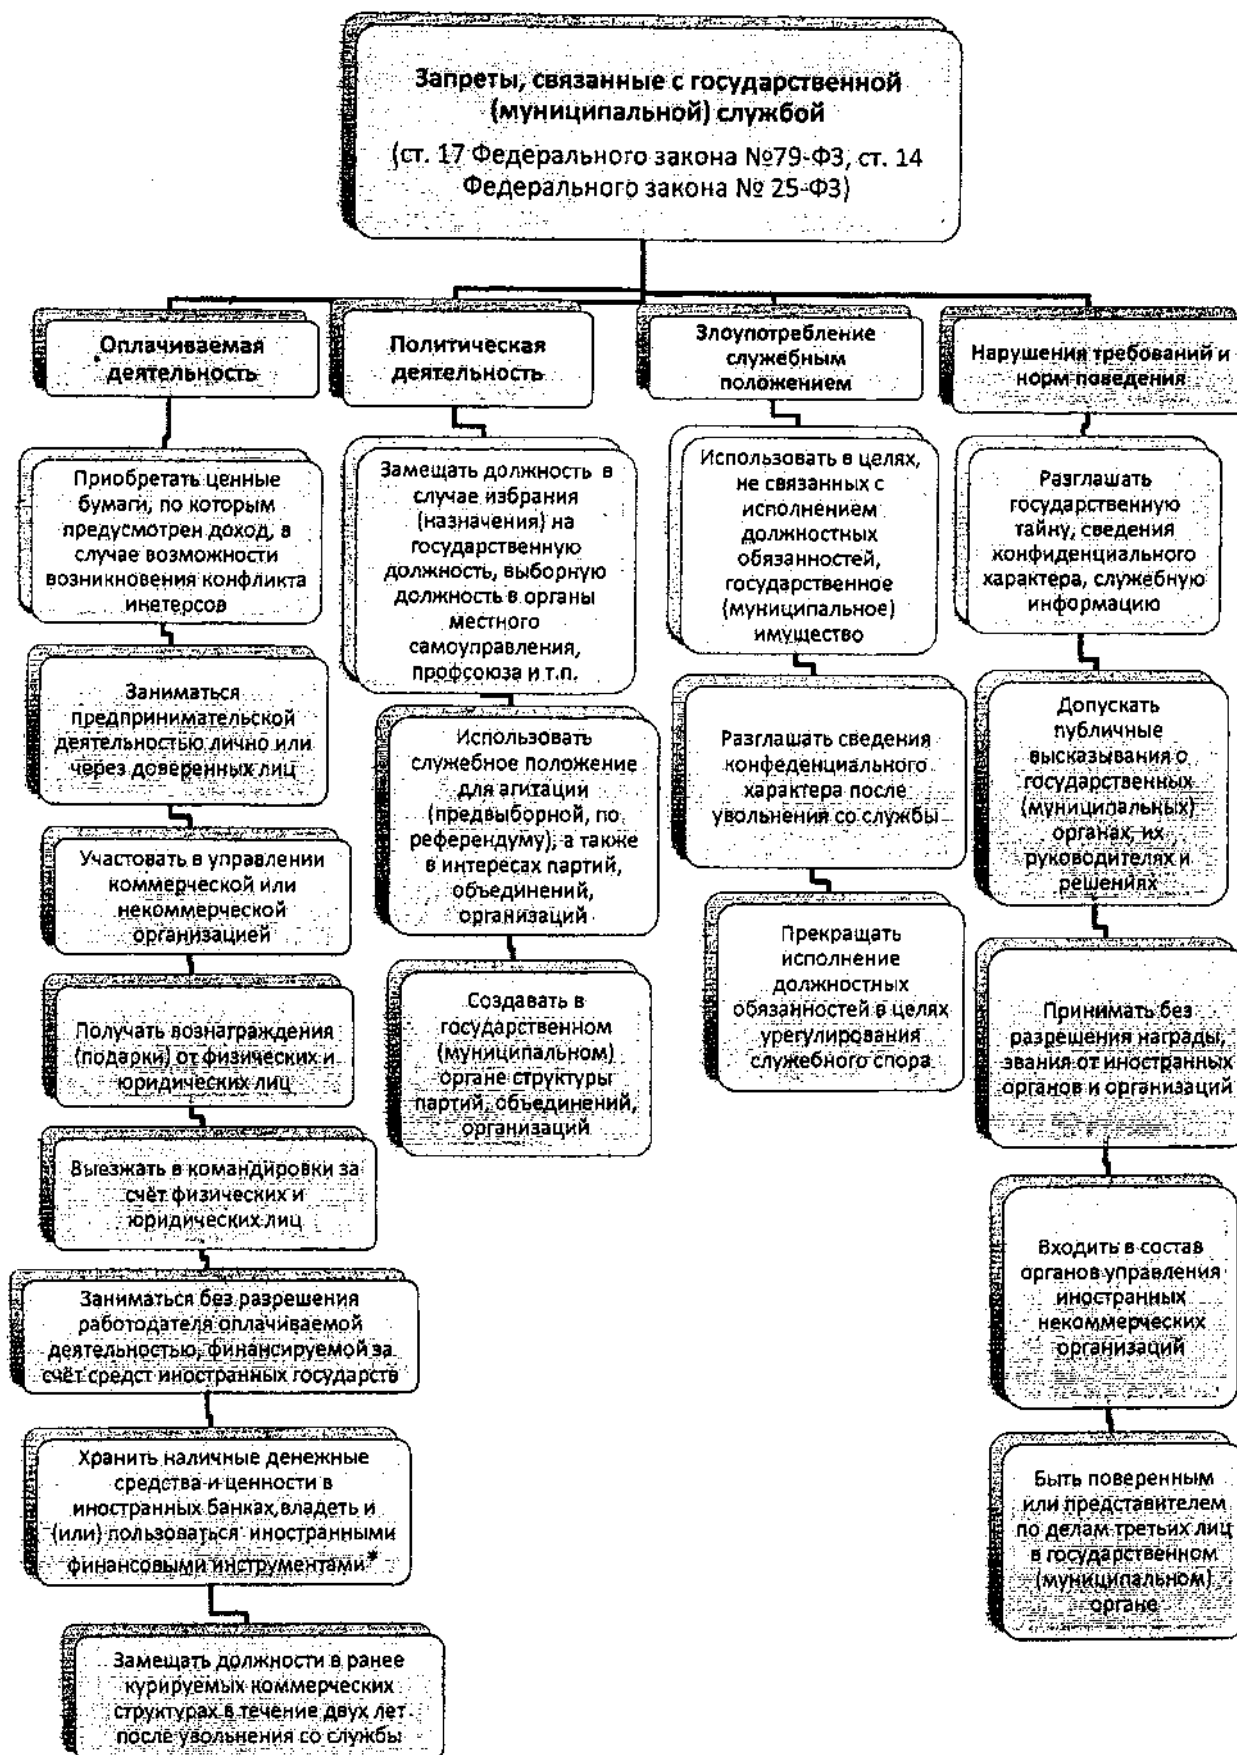 Запреты, связанные с государственной
(муниципальной) службой
(ст. 17 Федерального закона №79-ФЗ, ст. 14
Федерального закона № 25-ФЗ)
Оплачиваемая
деятельность
Приобретать ценные
бумаги, по которым
предусмотрен доход, в
случае возможности
возникновения конфликта
инетерсов
Заниматься
предпринимательской
деятельностью лично или
через доверенных лиц
Участовать в управлении
коммерческой или
некоммерческой
организацией
Получать вознаграждения
(подарки) от физических и
юридических лиц
Выезжать в командировки за
счёт физических и
юридических лиц
Заниматься без разрешения
работодателя оплачиваемой
деятельностью, финансируемой за
счёт средст иностранных государств
Хранить наличные денежные
средства и ценности в
иностранных банках, владеть и
(или) пользоваться иностранными
финансовыми инструментами*
Замещать должности в ранее
курируемых коммерческих
структурах в течение двух лет
после увольнения со службы
Политическая
деятельность
Замещать должность в
случае избрания
(назначения) на
государственную
должность, выборную
должность в органы
местного
самоуправления,
профсоюза и т.п.
Использовать
служебное положение
для агитации
(предвыборной, по
референдуму), а также
в интересах партий,
объединений,
организаций
Создавать в
государственном
(муниципальном)
органе структуры
партий, объединений,
организаций
Злоупотребление
служебным
положением
Использовать в целях,
не связанных с
исполнением
должностных
обязанностей,
государственное
(муниципальное)
имущество
Разглашать сведения
конфеденциального
характера после
увольнения со службы
Прекращать
исполнение
должностных
обязанностей в целях
урегулирования
служебного спора
Нарушения требований и
норм поведения
Разглашать
государственную
тайну, сведения
конфиденциального
характера, служебную
информацию
Допускать
публичные
высказывания о
государственных
(муниципальных)
органах, их
руководителях и
решениях
Принимать без
разрешения награды,
звания от иностранных
органов и организаций
Входить в состав
органов управления
иностранных
некоммерческих
организаций
Быть поверенным
или представителем
по делам третьих лиц
в государственном
(муниципальном)
органе